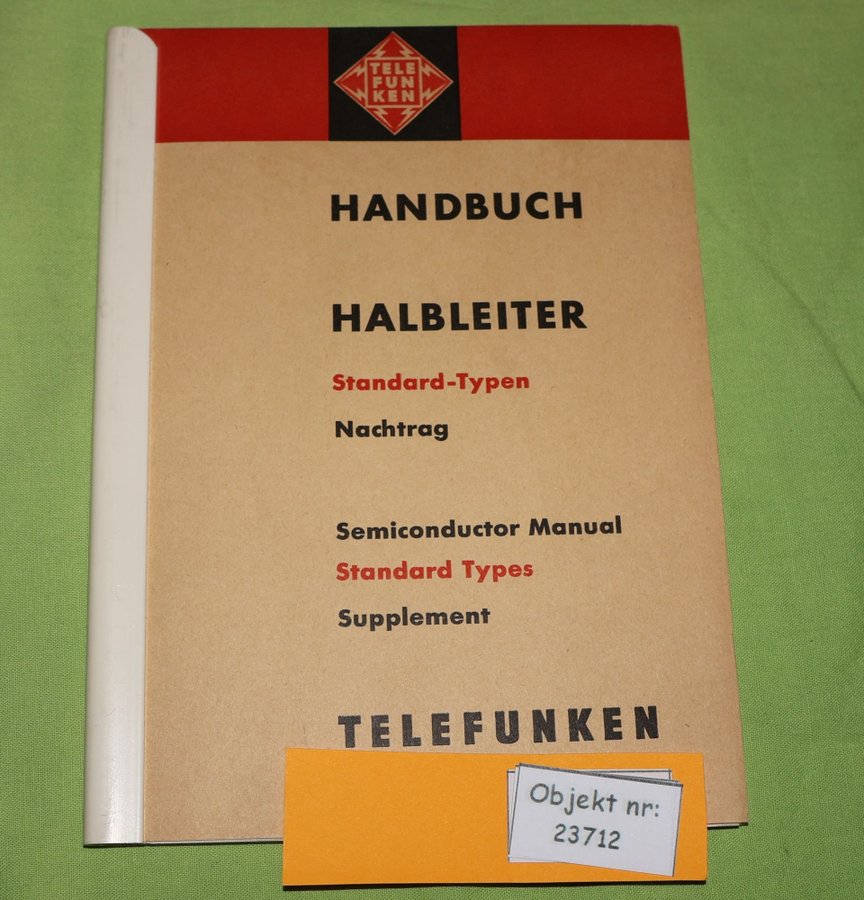 TELE
FUN
KEN
HANDBUCH
HALBLEITER
Standard-Typen
Nachtrag
Semiconductor Manual
Standard Types
Supplement
TELEFUNKEN
Objekt nr:
23712